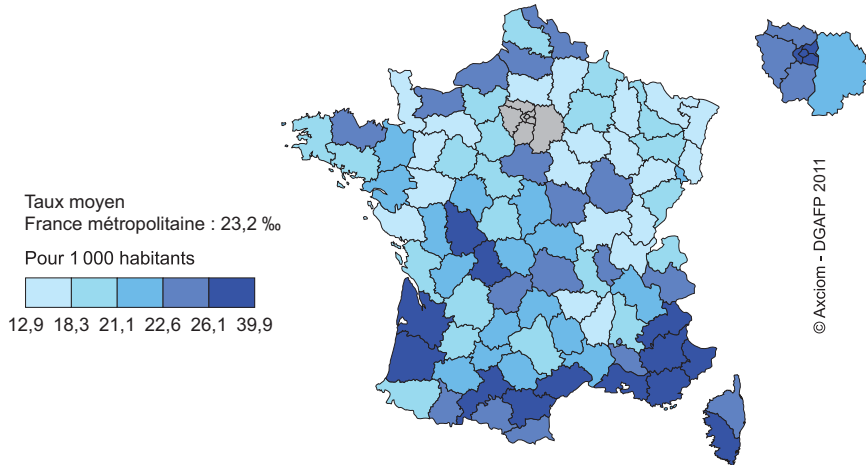 Taux moyen
France métropolitaine : 23,2 ‰
Pour 1 000 habitants
12,9 18,3 21,1 22,6 26,1 39,9
© Axciom - DGAFP 2011